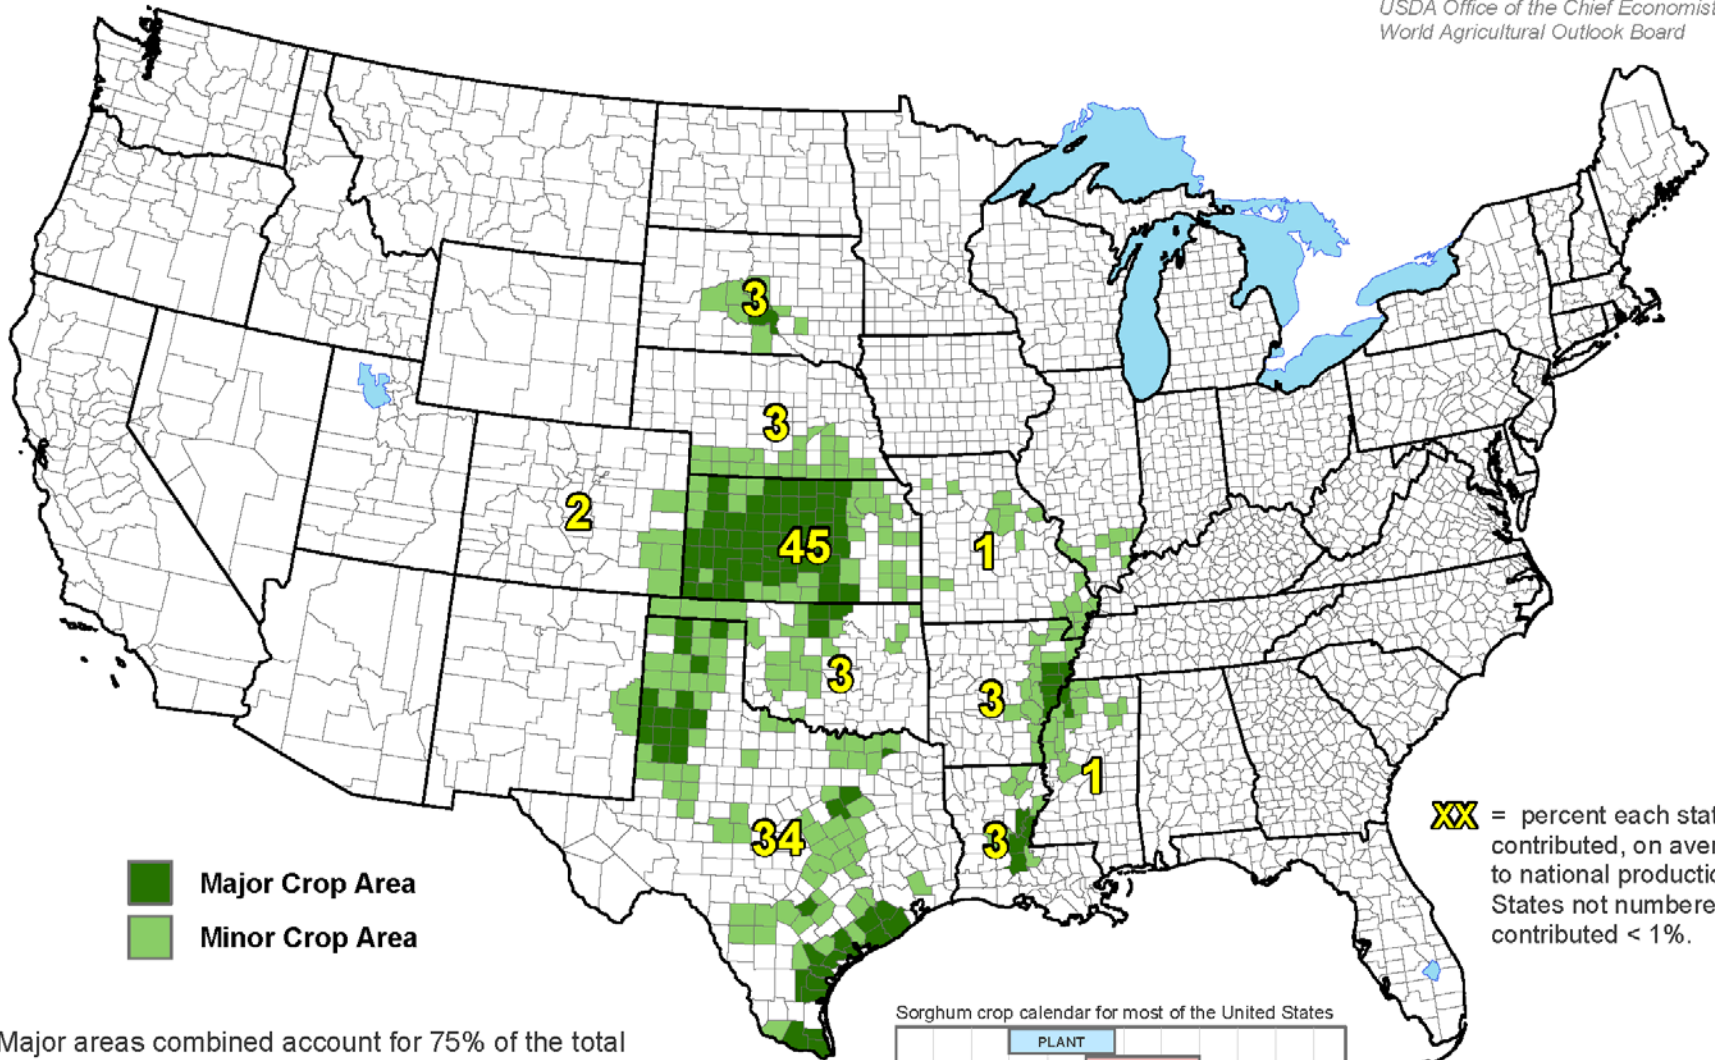 USDA Office of the Chief Economist
World Agricultural Outlook Board
3
3
2
45
1
3
3
1
34
3
XX = percent each stat
contributed, on aver
to national productio
States not numbere
contributed < 1%.
Major Crop Area
Minor Crop Area
Sorghum crop calendar for most of the United States
PLANT
Major areas combined account for 75% of the total